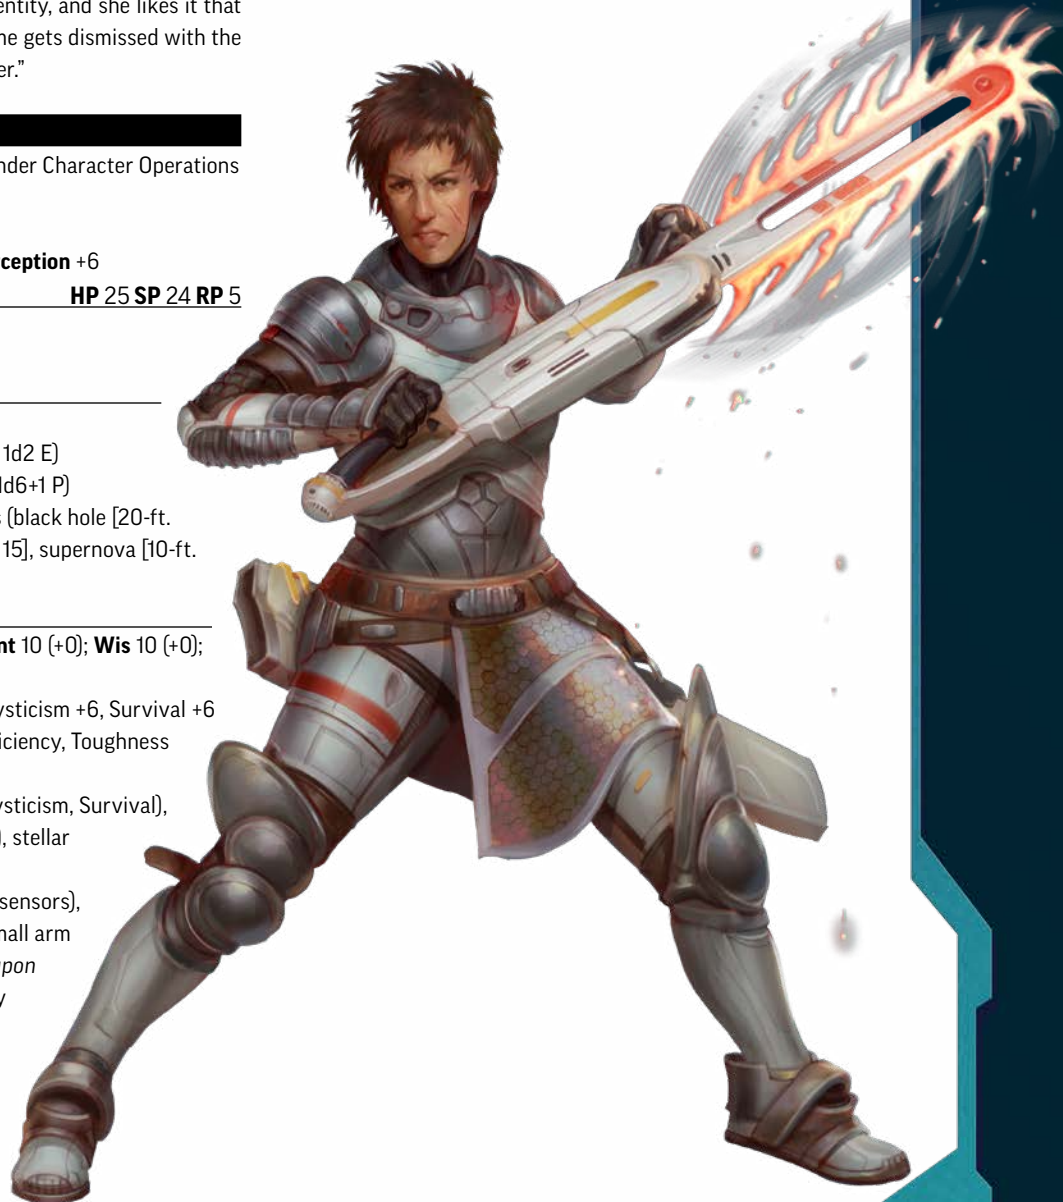 entity, and she likes it that
me gets dismissed with the
er."
nder Character Operations
ception +6
HP 25 SP 24 RP 5
1d2 E)
1d6+1 P)
s (black hole [20-ft.
15], supernova [10-ft.
nt 10 (+0); Wis 10 (+0);
ysticism +6, Survival +6
iciency, Toughness
ysticism, Survival),
), stellar
sensors),
mall arm
pon
y